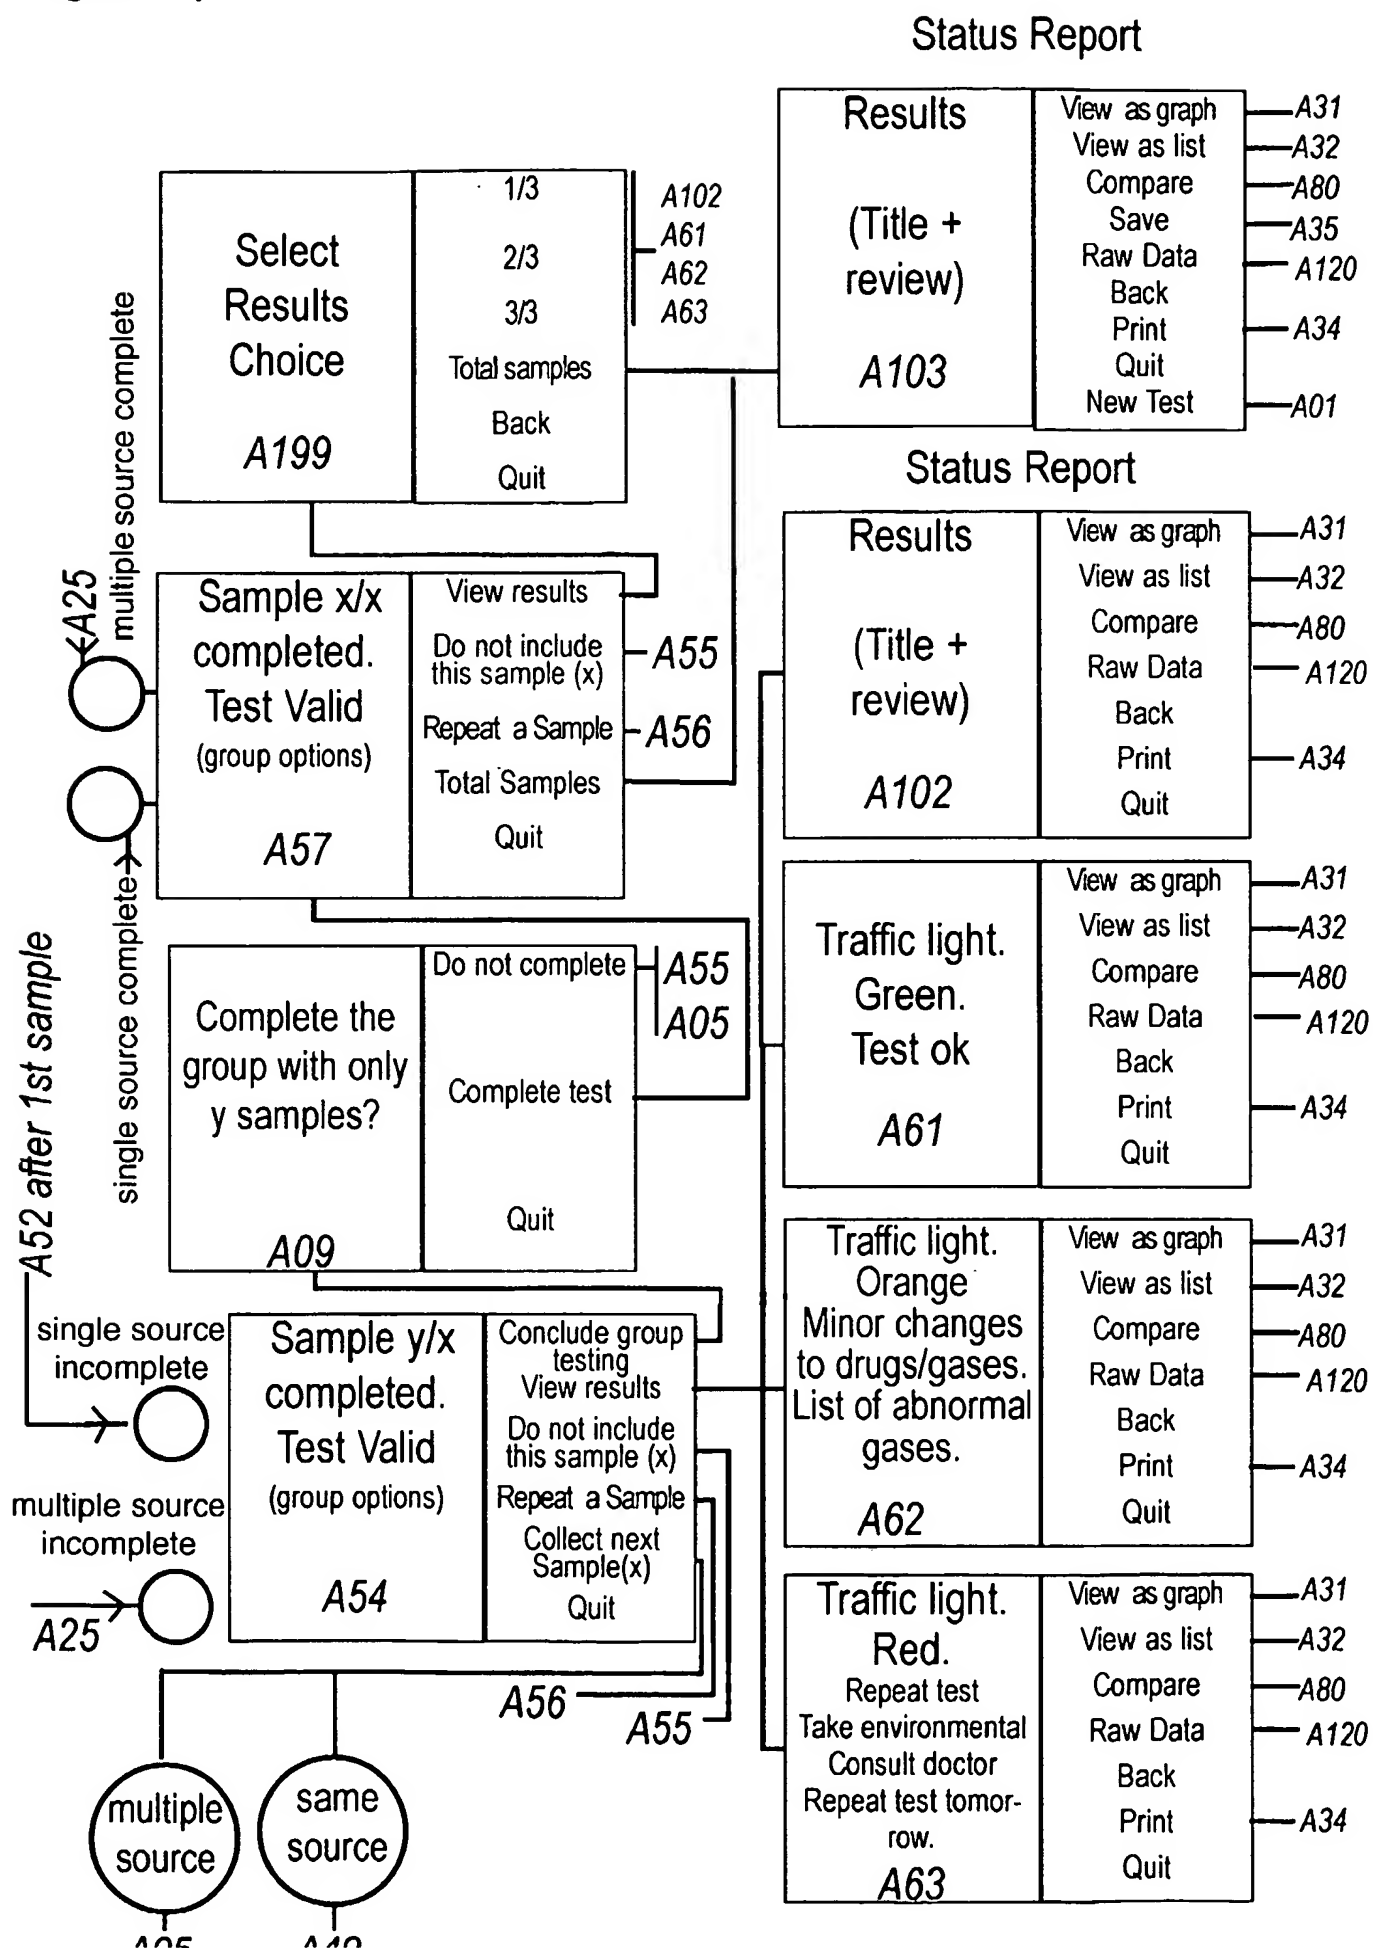 Status Report
Results
(Title +
review)
A103
View as graph
View as list
Compare
Save
Raw Data
Back
Print
Quit
New Test
A31
A32
A80
A35
A120
A34
A01
Select
Results
Choice
A199
1/3
2/3
3/3
Total samples
Back
Quit
A102
A61
A62
A63
multiple source complete
A25
Sample x/x
completed.
Test Valid
(group options)
A57
View results
Do not include
this sample (x)
Repeat a Sample
Total Samples
Quit
A55
A56
single source complete
Status Report
Results
(Title +
review)
A102
View as graph
View as list
Compare
Raw Data
Back
Print
Quit
A31
A32
A80
A120
A34
Complete the
group with only
y samples?
A09
Do not complete
Complete test
Quit
A55
A05
Traffic light.
Green.
Test ok
A61
View as graph
View as list
Compare
Raw Data
Back
Print
Quit
A31
A32
A80
A120
A34
A52 after 1st sample
single source
incomplete
multiple source
incomplete
A25
Sample y/x
completed.
Test Valid
(group options)
A54
Conclude group
testing
View results
Do not include
this sample (x)
Repeat a Sample
Collect next
Sample(x)
Quit
A56
A55
Traffic light.
Orange
Minor changes
to drugs/gases.
List of abnormal
gases.
A62
View as graph
View as list
Compare
Raw Data
Back
Print
Quit
A31
A32
A80
A120
A34
Traffic light.
Red.
Repeat test
Take environmental
Consult doctor
Repeat test tomor-
row.
A63
View as graph
View as list
Compare
Raw Data
Back
Print
Quit
A31
A32
A80
A120
A34
multiple
source
same
source